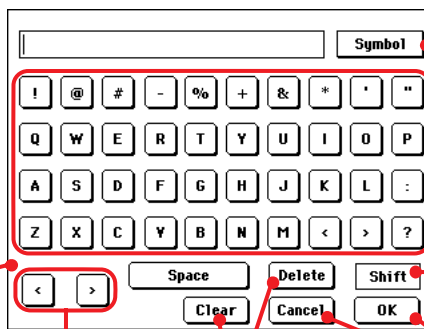 Symbol
! @ # - % + & * ' "
Q W E R T Y U I O P
A S D F G H J K L :
Z X C V B N M < > ?
< > Space Delete Shift
Clear Cancel OK